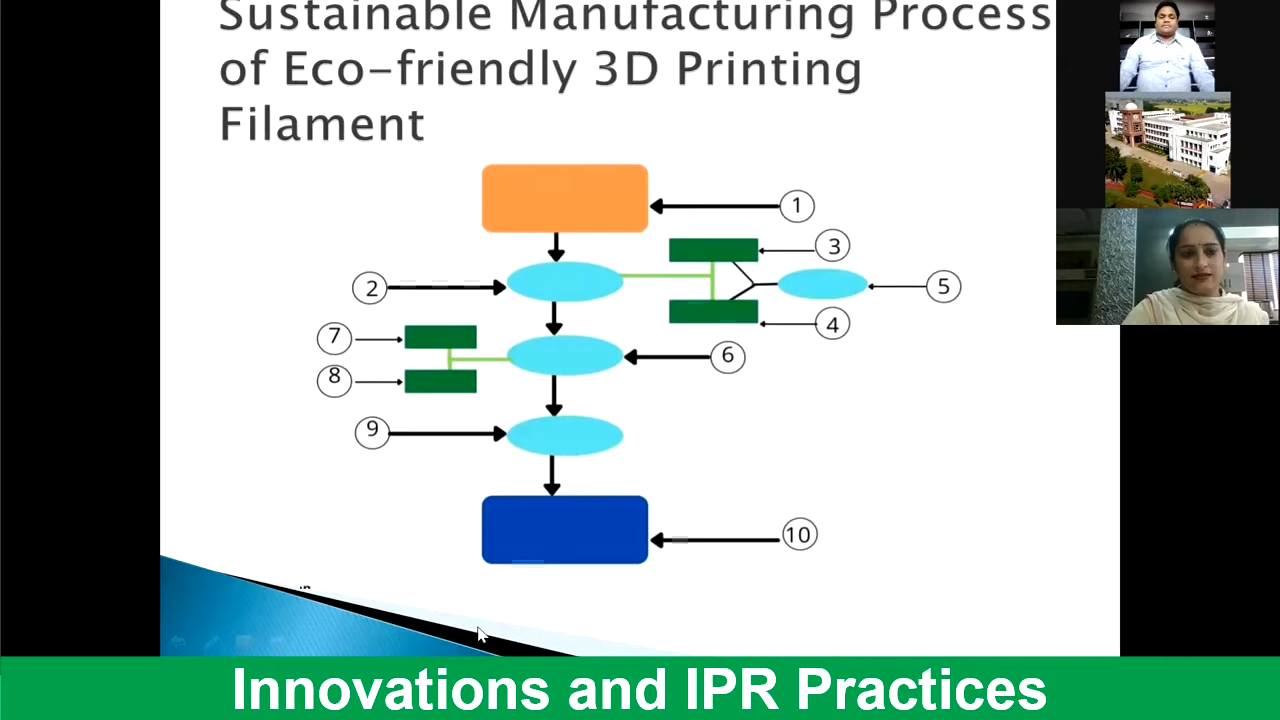 Sustainable Manufacturing Process
of Eco-friendly 3D Printing
Filament
1
3
2
5
4
7
6
8
9
10
Innovations and IPR Practices